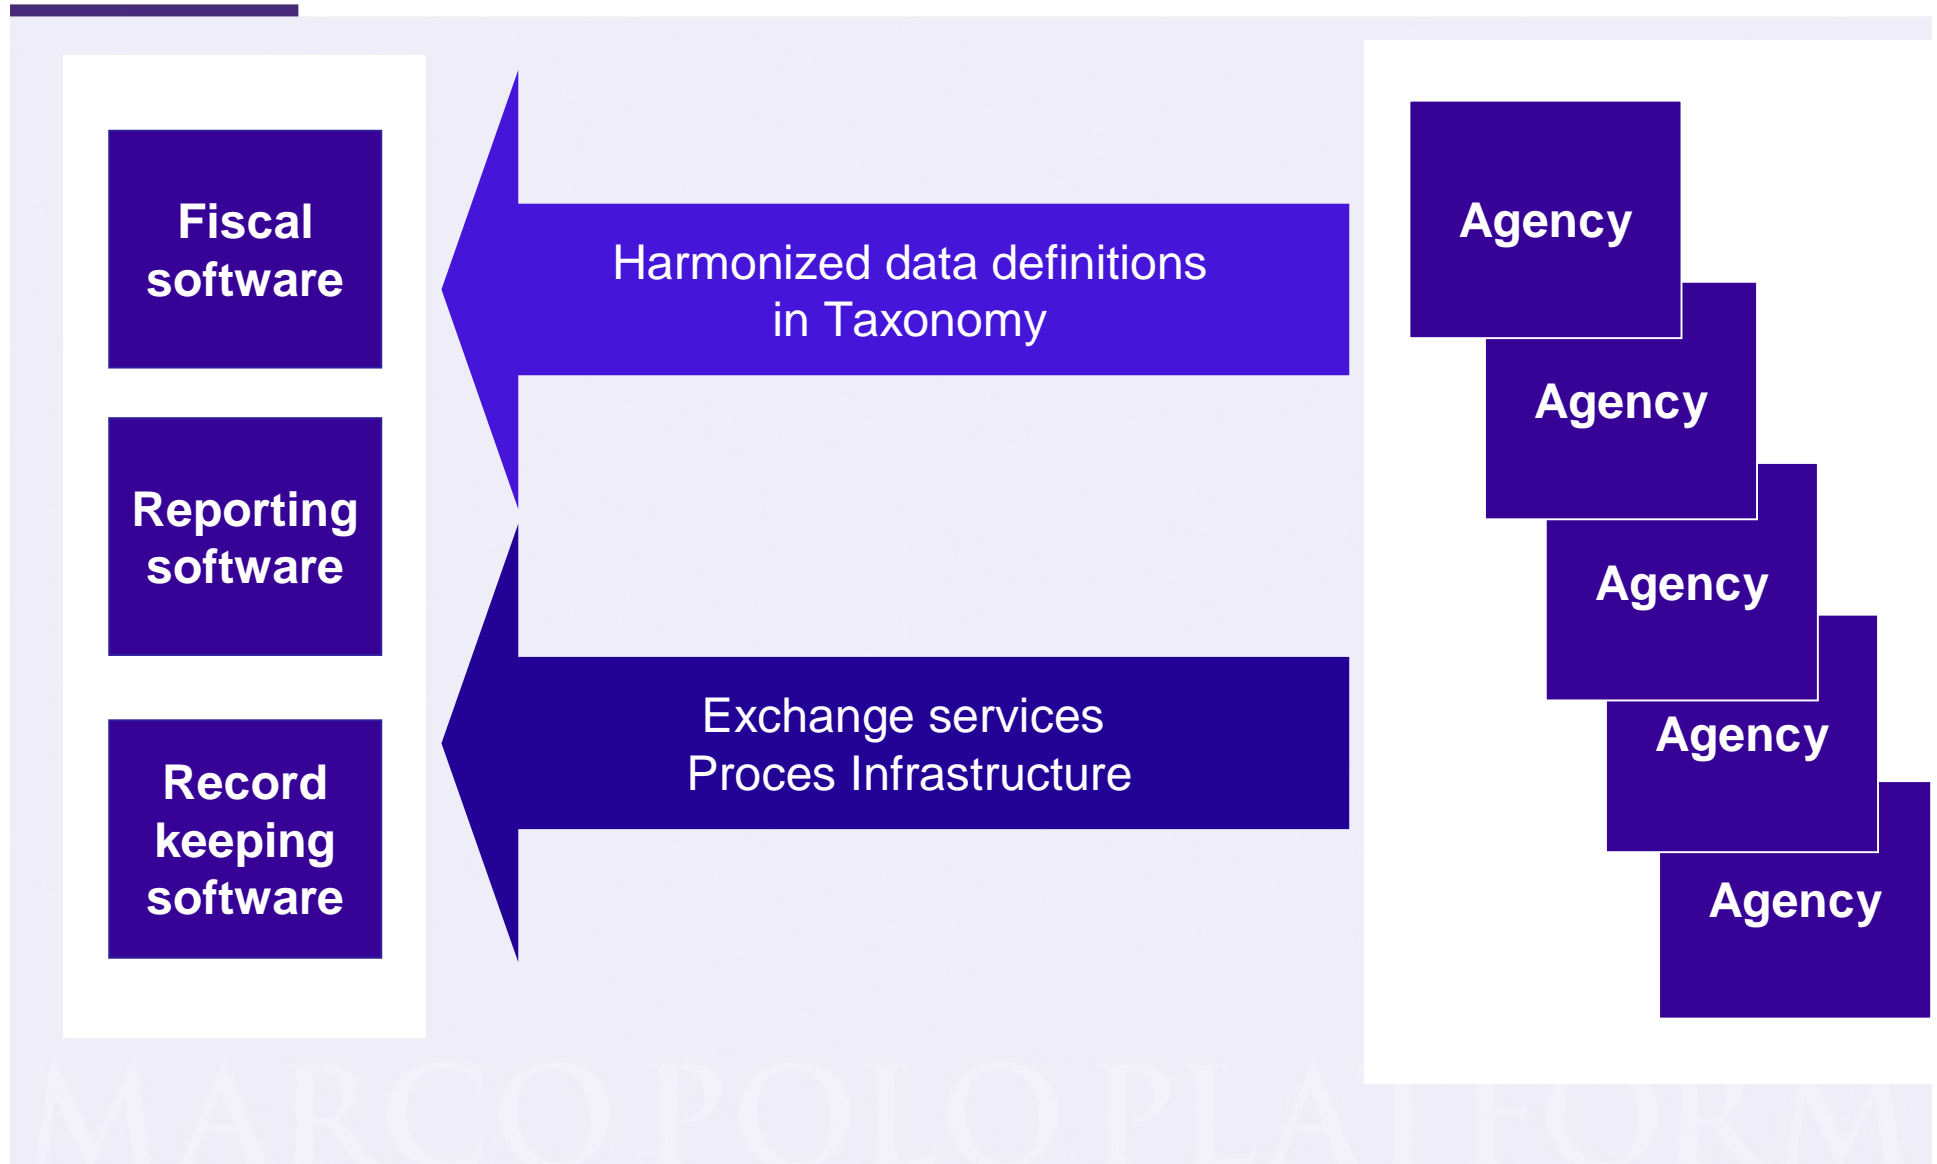 Fiscal
software
Reporting
software
Record
keeping
software
Harmonized data definitions
in Taxonomy
Exchange services
Proces Infrastructure
Agency
Agency
Agency
Agency
Agency
MARCO POLO PLATFORM